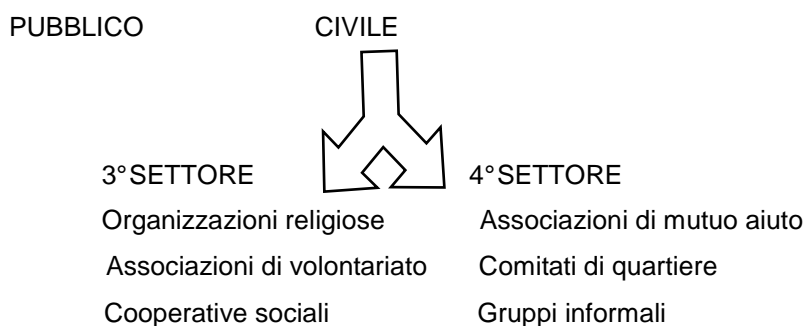 PUBBLICO CIVILE
3°SETTORE 4°SETTORE
Organizzazioni religiose Associazioni di mutuo aiuto
Associazioni di volontariato Comitati di quartiere
Cooperative sociali Gruppi informali